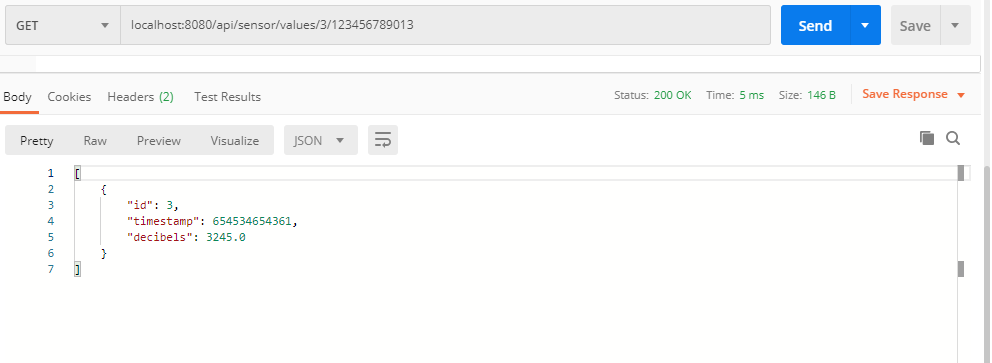 GET localhost:8080/api/sensor/values/3/123456789013 Send Save
Body Cookies Headers (2) Test Results Status: 200 OK Time: 5 ms Size: 146 B Save Response
Pretty Raw Preview Visualize JSON
1 [
2 {
3 "id": 3,
4 "timestamp": 654534654361,
5 "decibels": 3245.0
6 }
7 ]